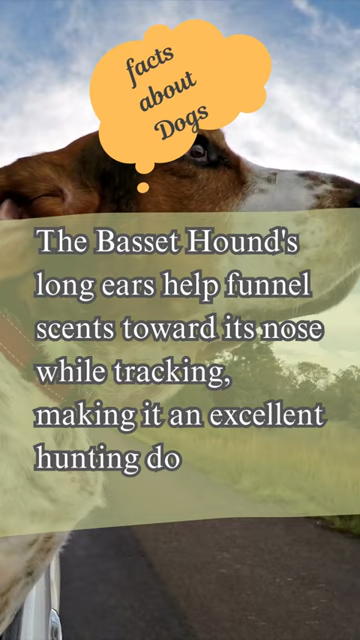 facts
about
Dogs
The Basset Hound's
long ears help funnel
scents toward its nose
while tracking,
making it an excellent
hunting do